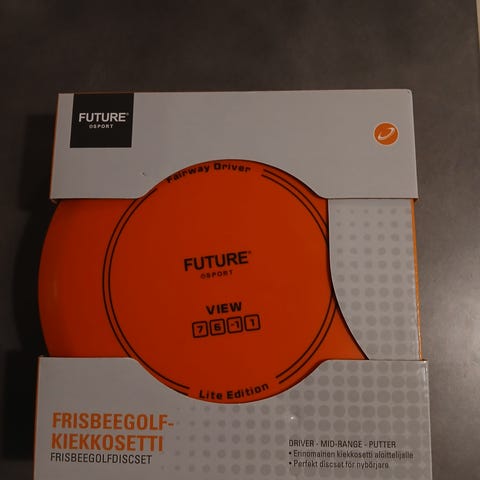 FUTURE®
OSPORT
Fairway Driver
FUTURE®
OSPORT
VIEW
7 6 -1 1
Lite Edition
FRISBEEGOLF-
KIEKKOSETTI
FRISBEEGOLFDISCSET
DRIVER - MID-RANGE - PUTTER
• Erinomainen kiekkosetti aloittelijalle
• Perfekt discset för nybörjare